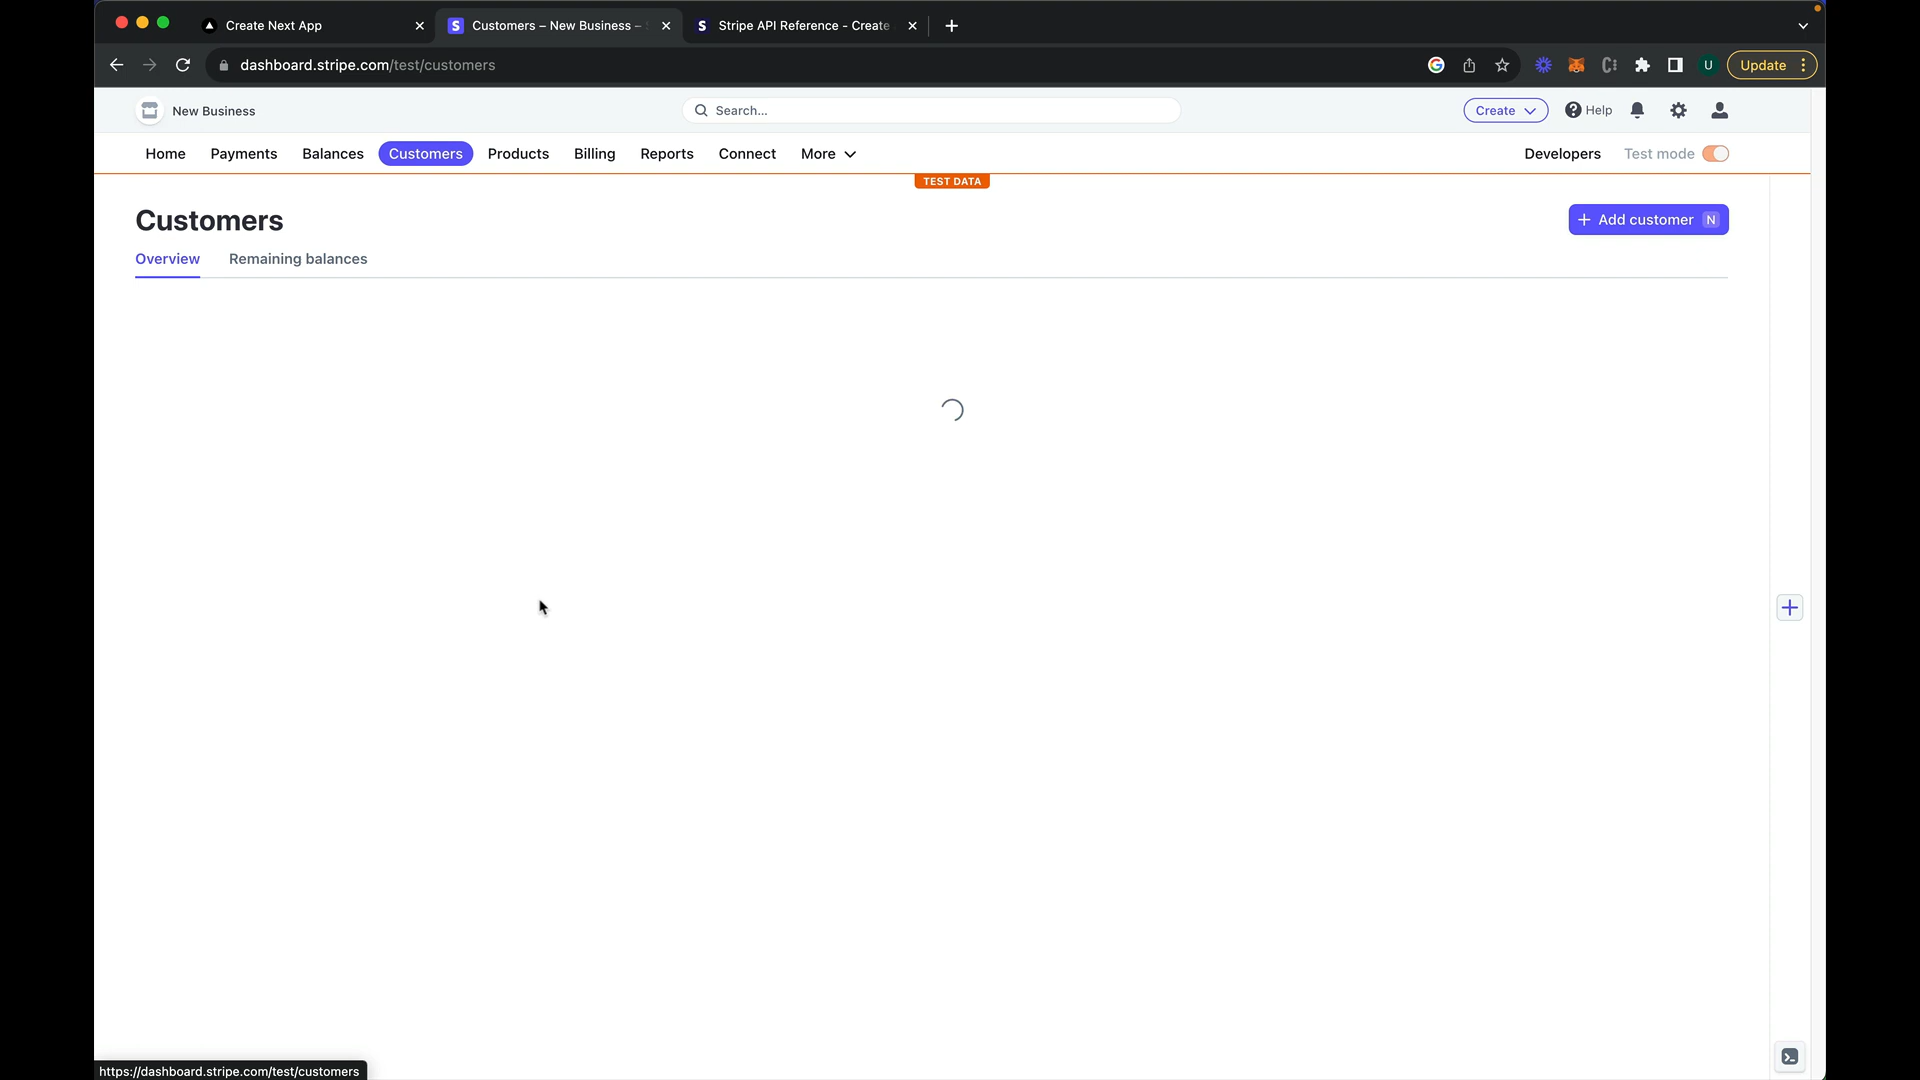 Create Next App
S Customers – New Business –
S Stripe API Reference - Create
dashboard.stripe.com/test/customers
U
Update
New Business
Search...
Create
Help
Home
Payments
Balances
Customers
Products
Billing
Reports
Connect
More
Developers
Test mode
TEST DATA
Customers
Add customer N
Overview
Remaining balances
https://dashboard.stripe.com/test/customers